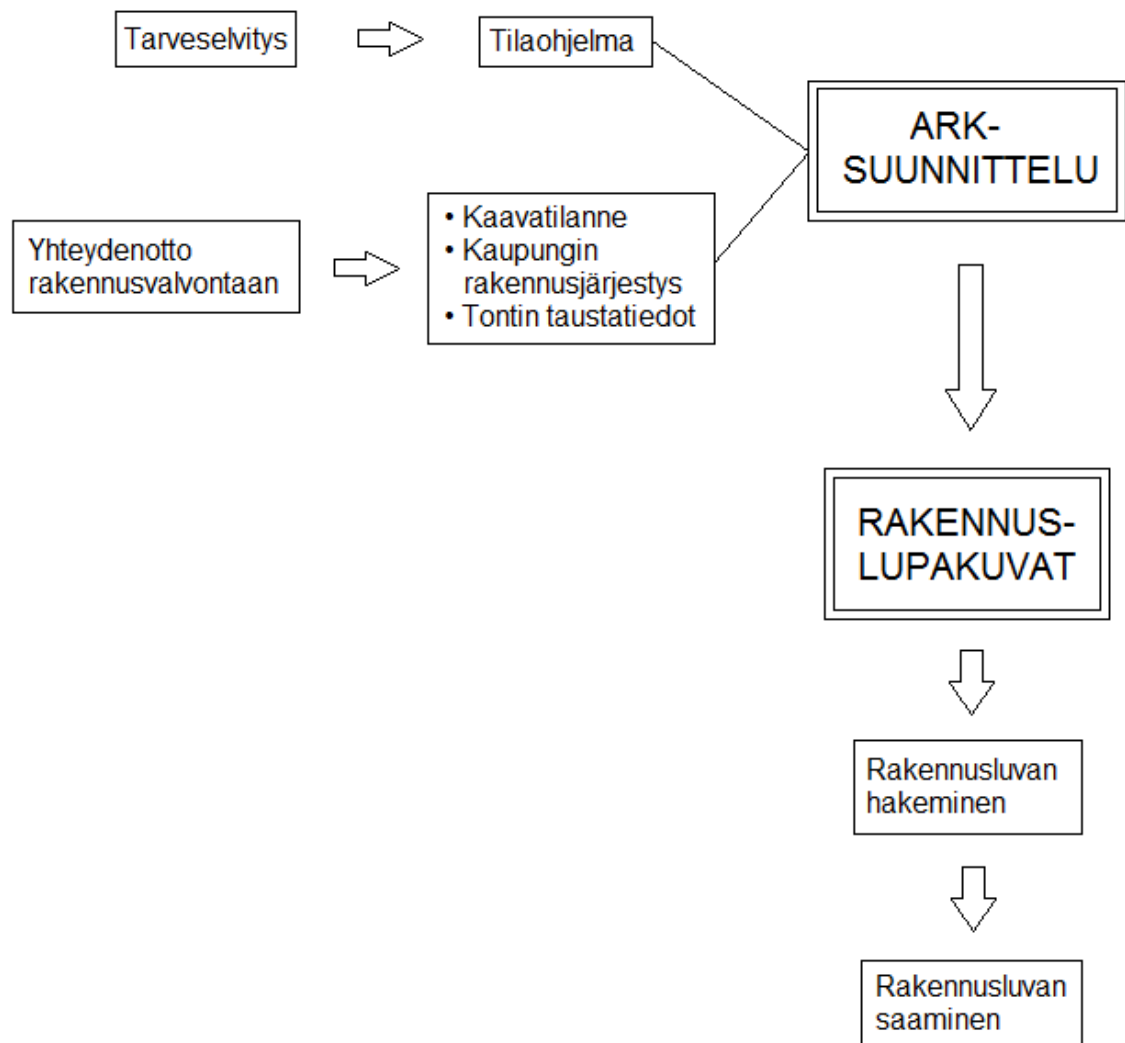 Tarveselvitys
Tilaohjelma
ARK-
SUUNNITTELU
Yhteydenotto
rakennusvalvontaan
• Kaavatilanne
• Kaupungin
rakennusjärjestys
• Tontin taustatiedot
RAKENNUS-
LUPAKUVAT
Rakennusluvan
hakeminen
Rakennusluvan
saaminen